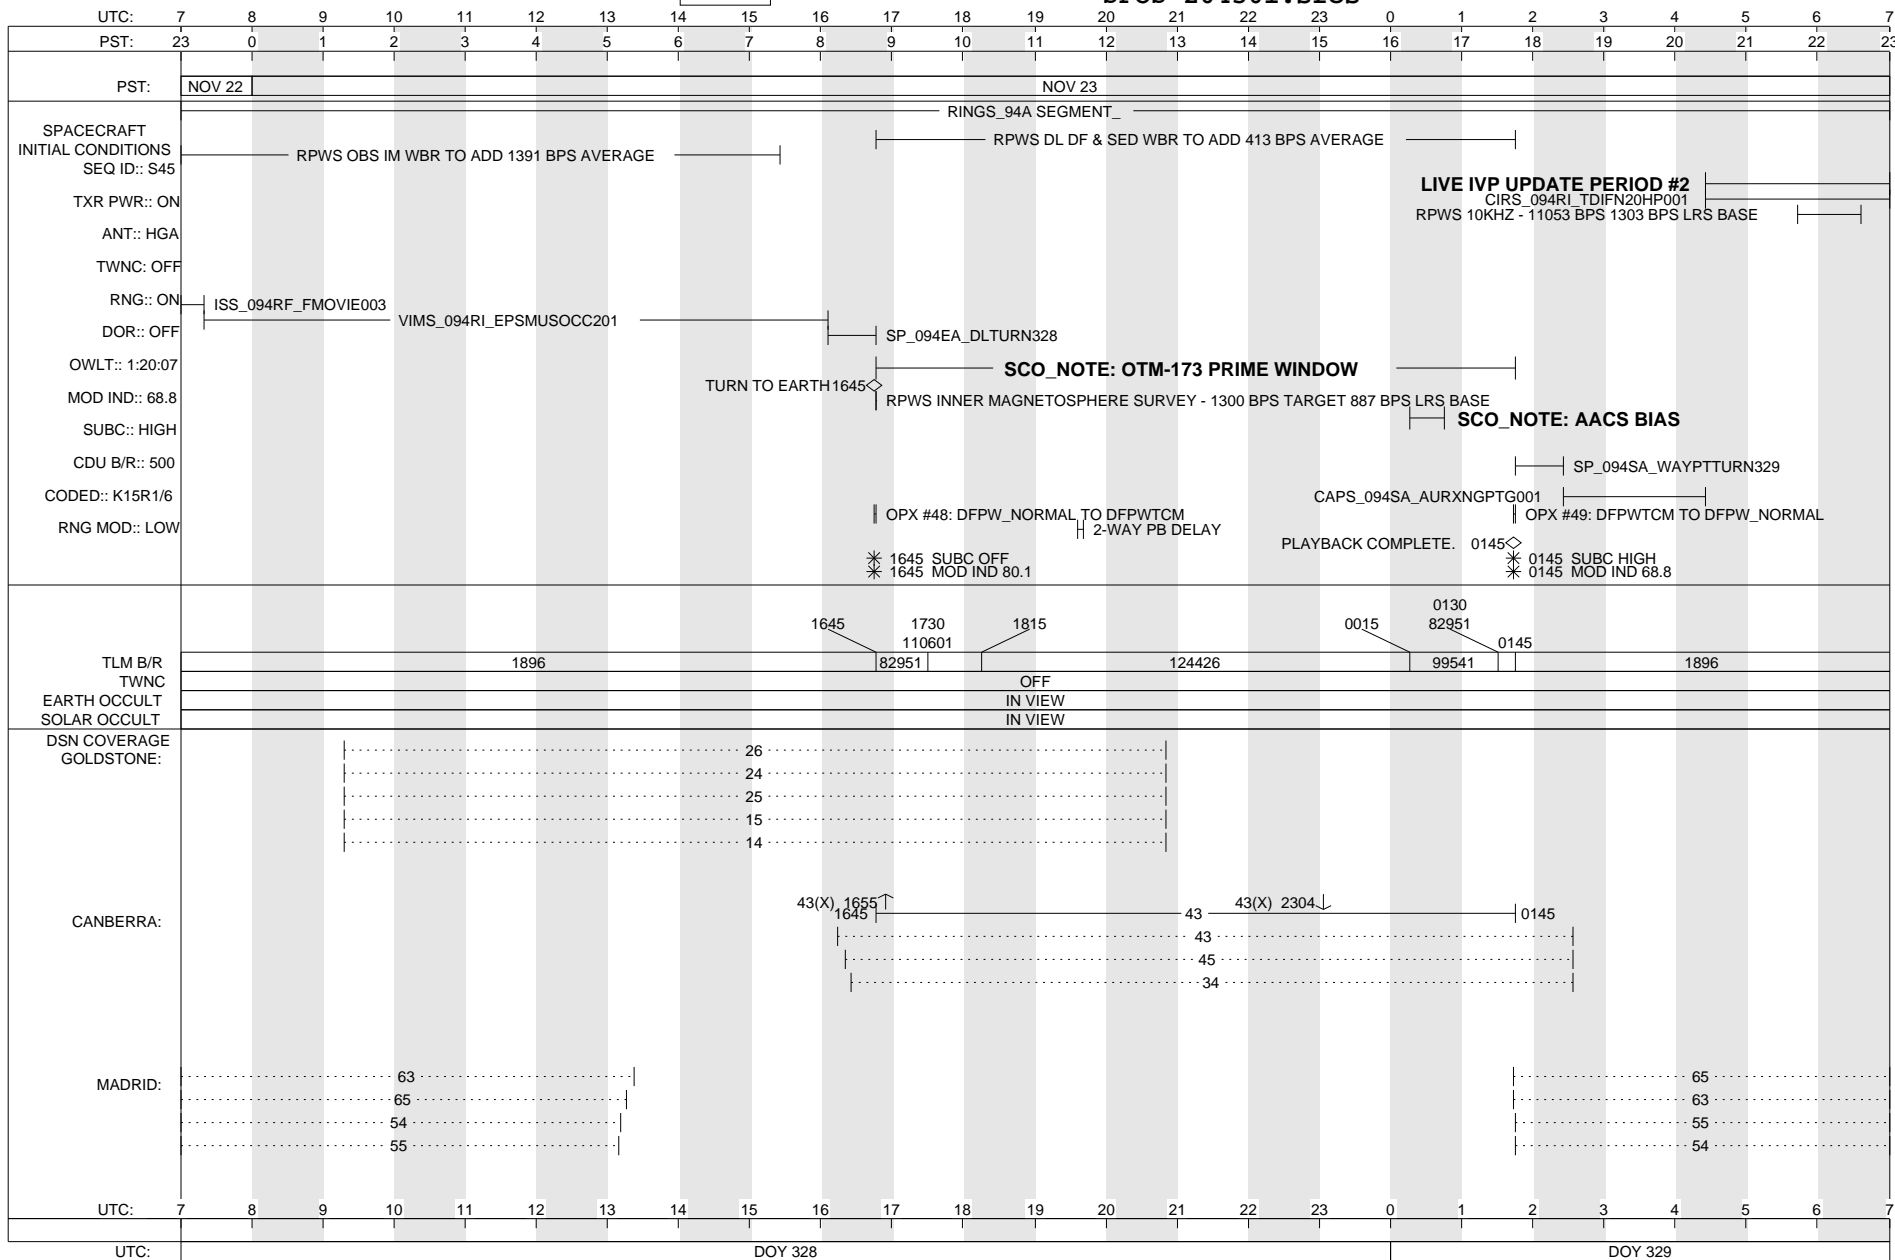 UTC: 7 8 9 10 11 12 13 14 15 16 17 18 19 20 21 22 23 0 1 2 3 4 5 6 7
PST: 23 0 1 2 3 4 5 6 7 8 9 10 11 12 13 14 15 16 17 18 19 20 21 22 23
PST: NOV 22 NOV 23
RINGS_94A SEGMENT_
SPACECRAFT
INITIAL CONDITIONS
RPWS DL DF & SED WBR TO ADD 413 BPS AVERAGE
RPWS OBS IM WBR TO ADD 1391 BPS AVERAGE
SEQ ID:: S45
LIVE IVP UPDATE PERIOD #2
TXR PWR:: ON
CIRS_094RI_TDIFN20HP001
RPWS 10KHZ - 11053 BPS 1303 BPS LRS BASE
ANT:: HGA
TWNC: OFF
RNG:: ON
ISS_094RF_FMOVIE003
VIMS_094RI_EPSMUSOCC201
DOR:: OFF
SP_094EA_DLTURN328
OWLT:: 1:20:07
SCO_NOTE: OTM-173 PRIME WINDOW
TURN TO EARTH 1645
MOD IND:: 68.8
RPWS INNER MAGNETOSPHERE SURVEY - 1300 BPS TARGET 887 BPS LRS BASE
SCO_NOTE: AACS BIAS
SUBC:: HIGH
CDU B/R:: 500
SP_094SA_WAYPTTURN329
CODED:: K15R1/6
CAPS_094SA_AURXNGPTG001
OPX #48: DFPW_NORMAL TO DFPWTCM
OPX #49: DFPWTCM TO DFPW_NORMAL
RNG MOD:: LOW
2-WAY PB DELAY
PLAYBACK COMPLETE. 0145
1645 SUBC OFF
0145 SUBC HIGH
1645 MOD IND 80.1
0145 MOD IND 68.8
0130
1645 1730 1815 0015 82951
110601 0145
TLM B/R 1896 82951 124426 99541 1896
TWNC OFF
EARTH OCCULT IN VIEW
SOLAR OCCULT IN VIEW
DSN COVERAGE
GOLDSTONE:
26
24
25
15
14
43(X) 1655 43(X) 2304
CANBERRA: 1645 43 0145
43
45
34
MADRID: 63 65
65 63
54 55
55 54
UTC: 7 8 9 10 11 12 13 14 15 16 17 18 19 20 21 22 23 0 1 2 3 4 5 6 7
UTC: DOY 328 DOY 329